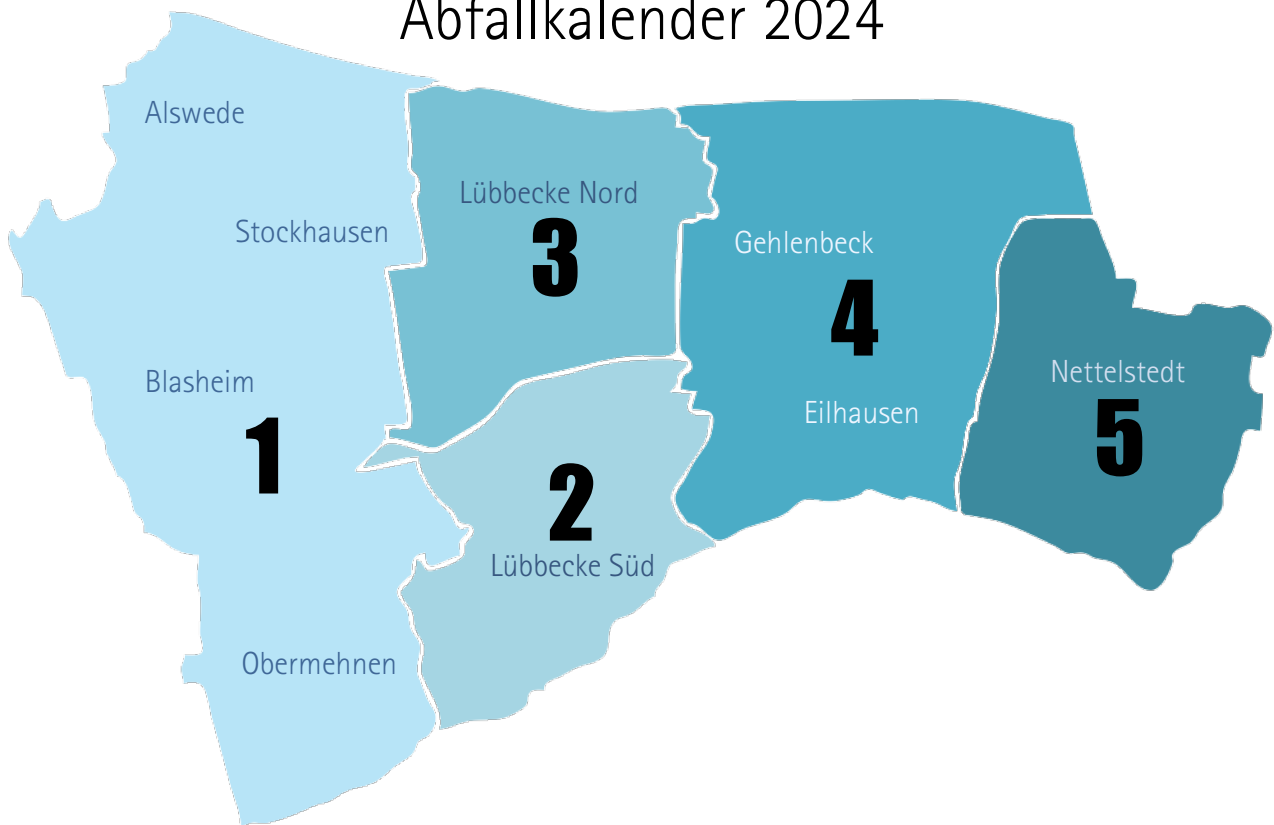 Abfallkalender 2024
Alswede
Stockhausen
Blasheim
1
Obermehnen
Lübbecke Nord
3
2
Lübbecke Süd
Gehlenbeck
4
Eilhausen
Nettelstedt
5